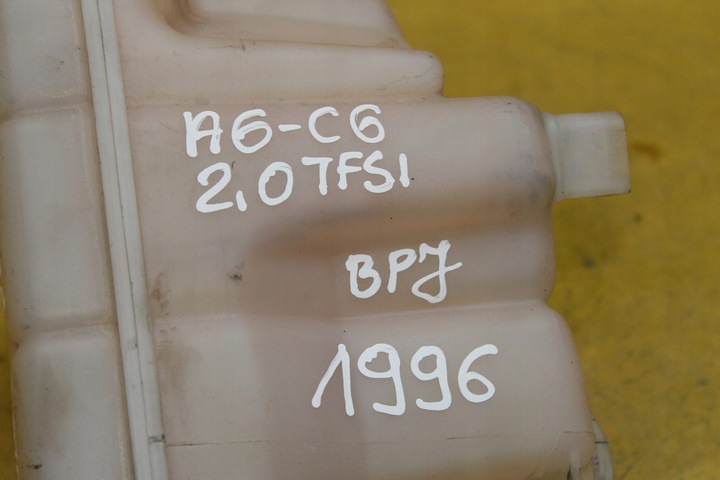 A6-C6
2.0TFSI
BPJ
1996